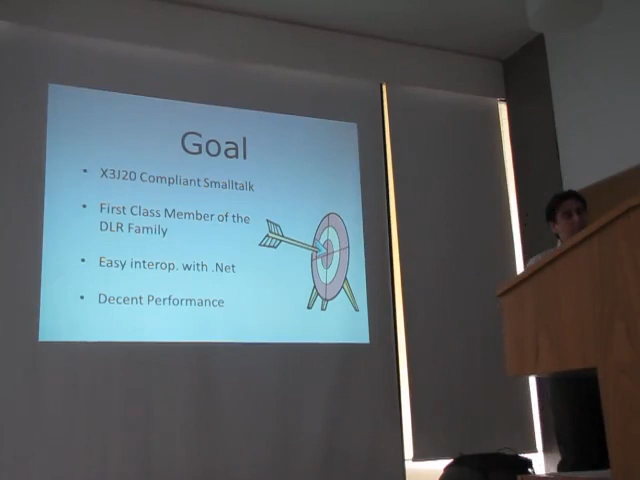 Goal
• X3J20 Compliant Smalltalk
• First Class Member of the
DLR Family
• Easy interop. with .Net
• Decent Performance